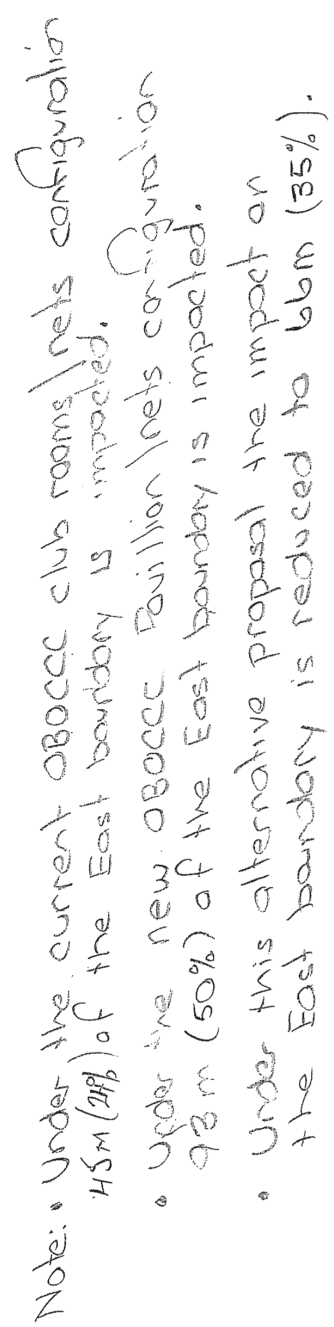 Note: • Under the current OBOCCC club rooms/nets configuration
45m (24%) of the East boundary is impacted.
• Under the new OBOCCC Pavillion/nets configuration
93m (50%) of the East boundary is impacted.
• Under this alternative proposal the impact on
the East boundary is reduced to 66m (35%).